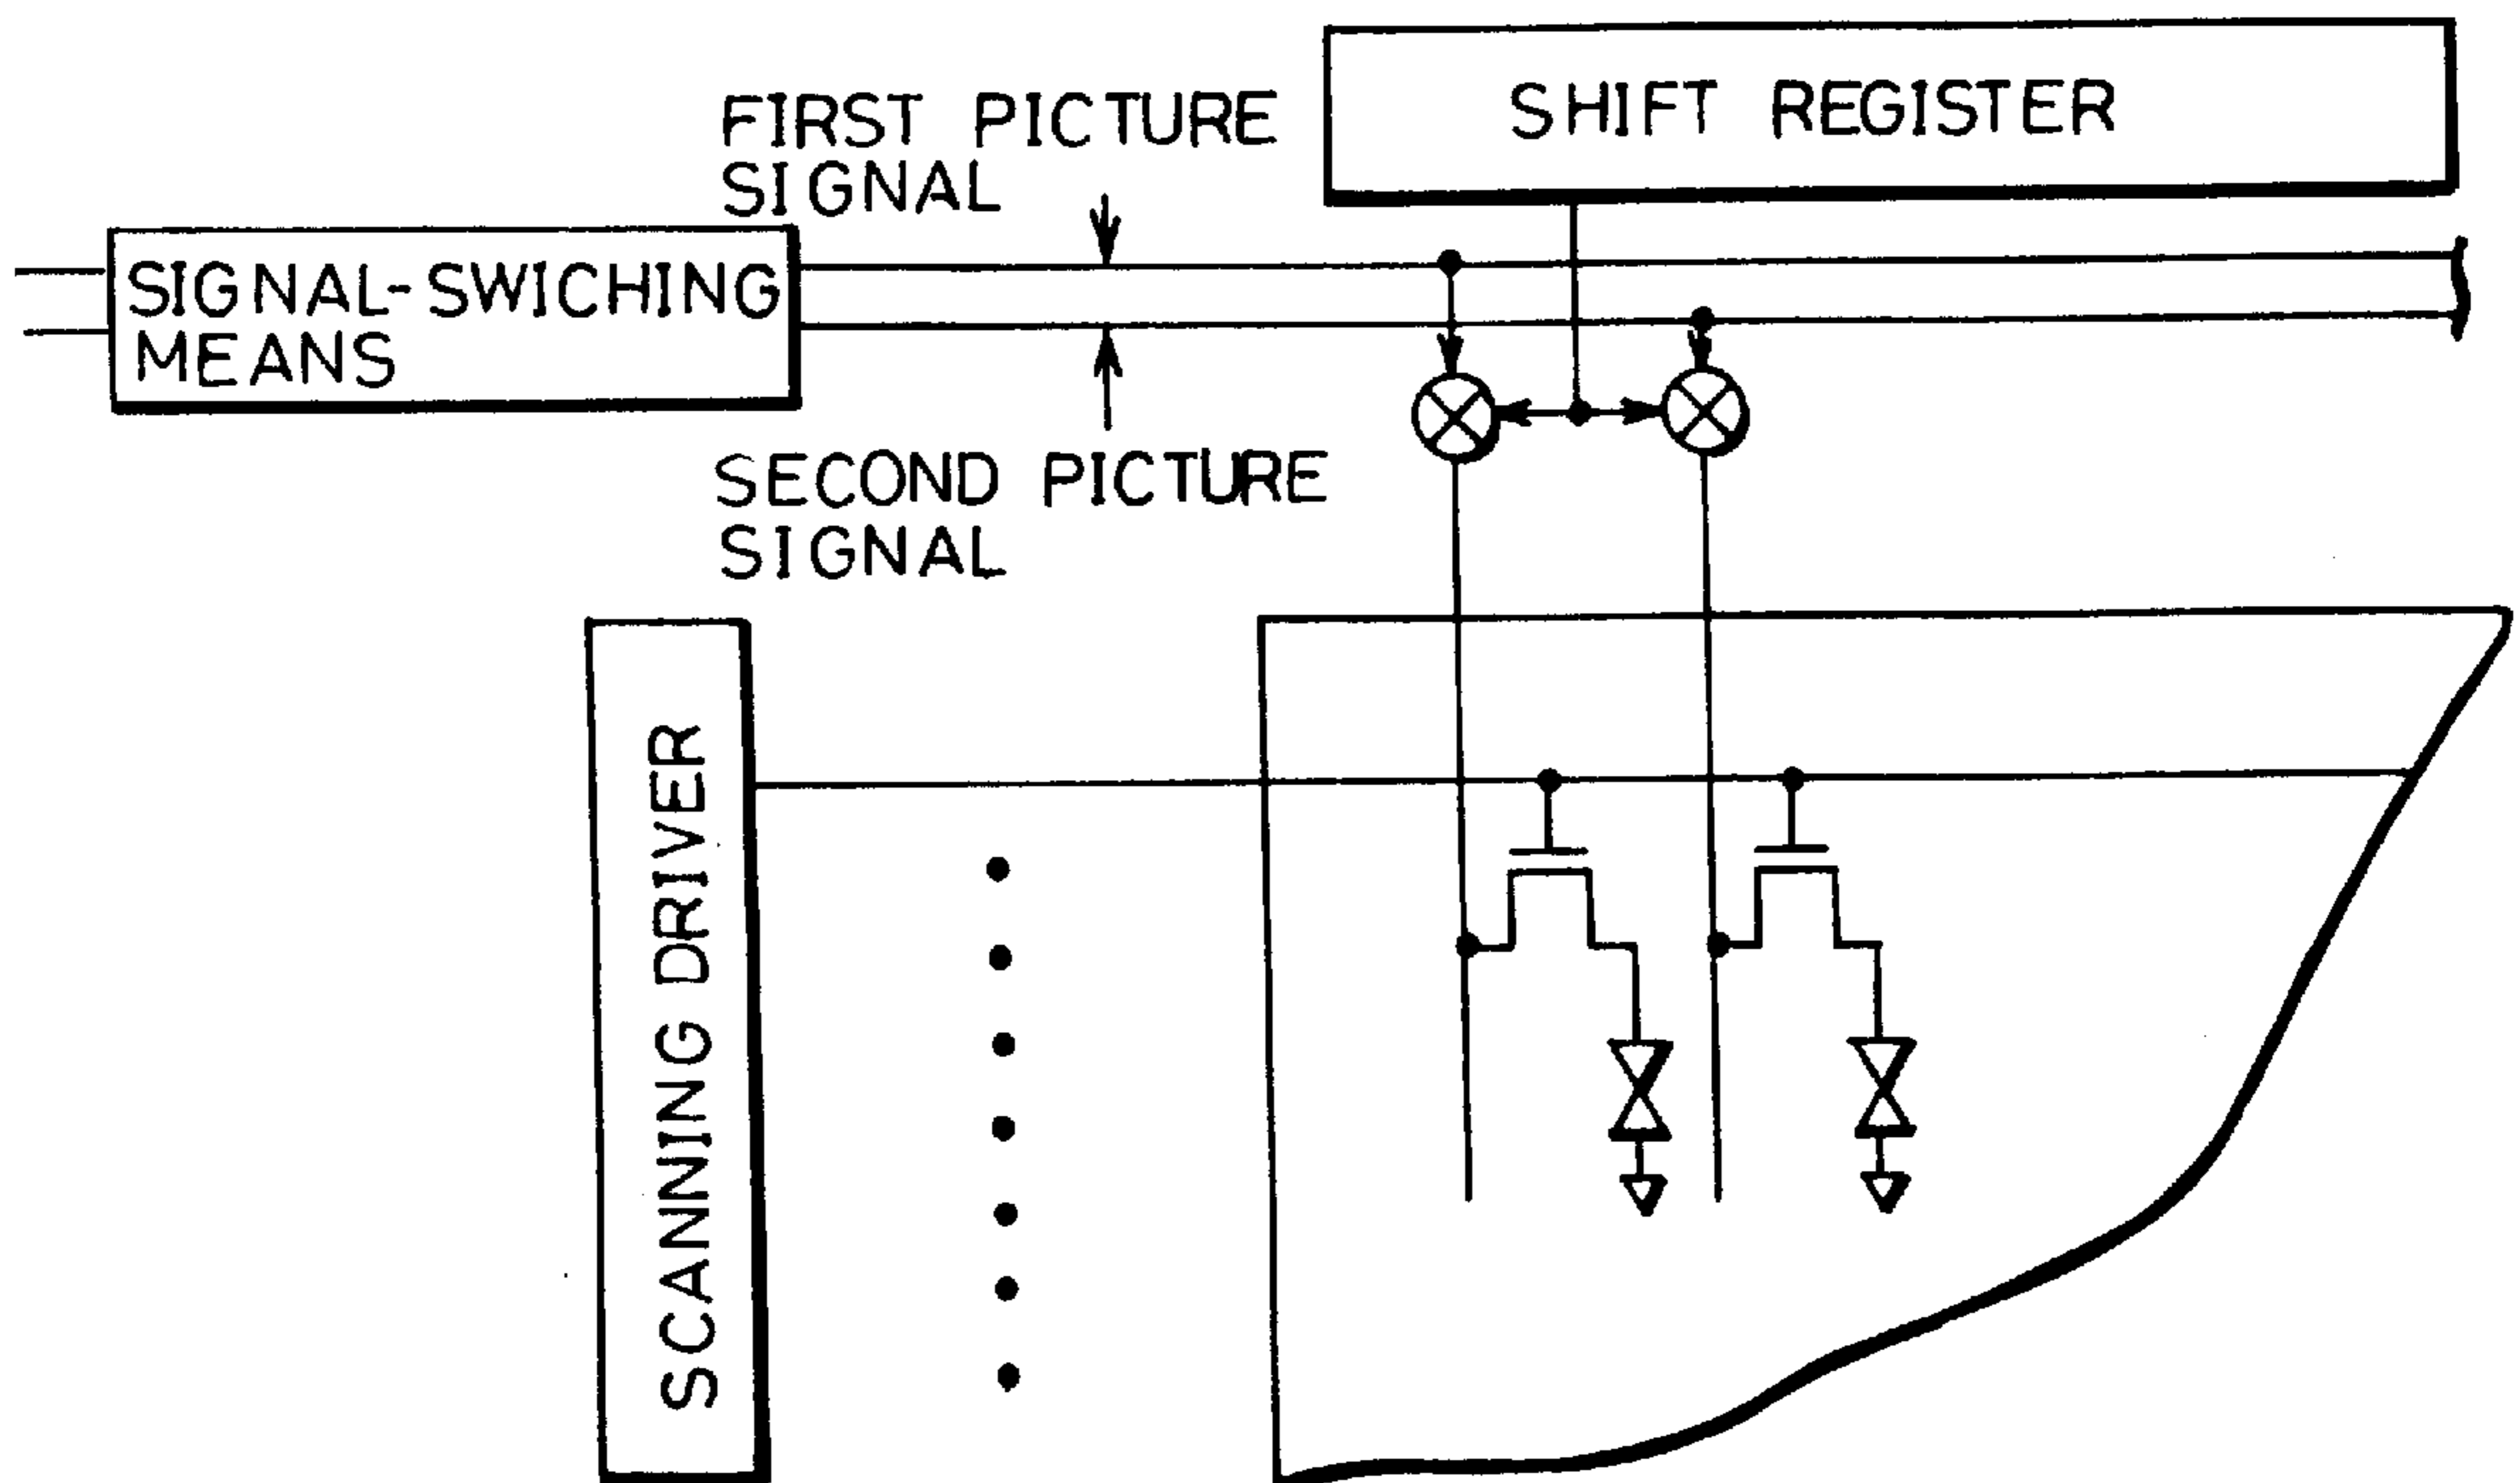 SHIFT REGISTER
FIRST PICTURE
SIGNAL
SIGNAL-SWICHING
MEANS
SECOND PICTURE
SIGNAL
SCANNING DRIVER